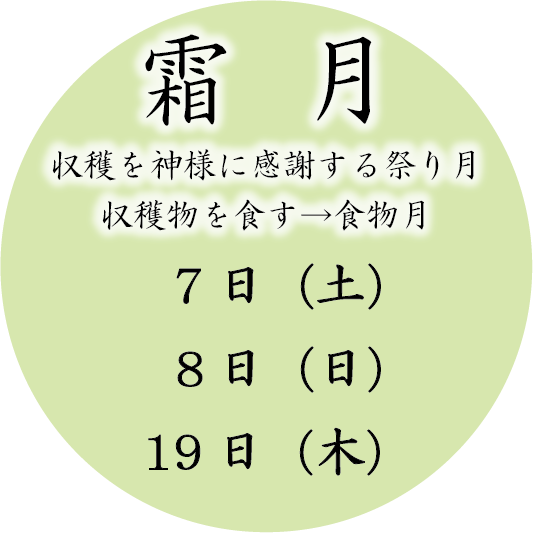 霜月
収穫を神様に感謝する祭り月
収穫物を食す→食物月
7日（土）
8日（日）
19日（木）